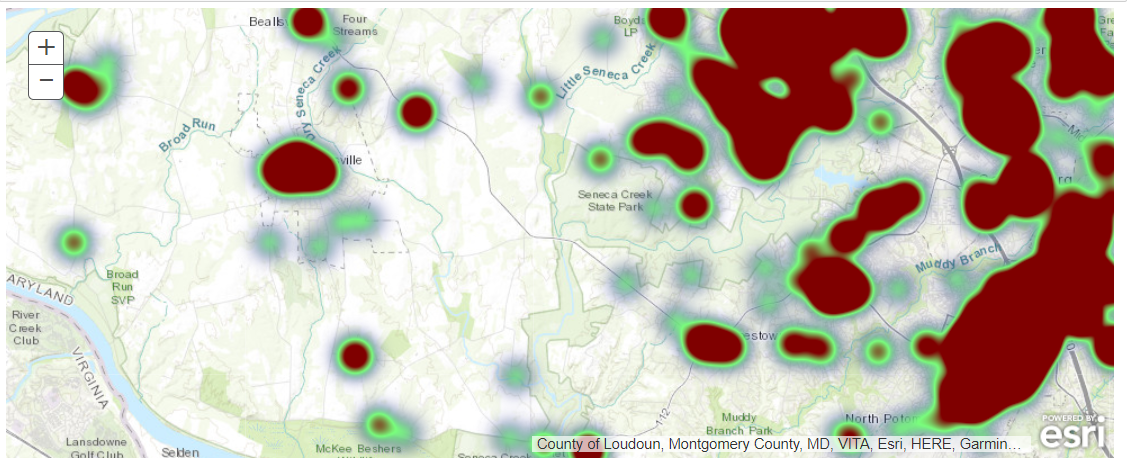 +
−
Bealls
Four
Streams
Boyd
LP
Dry Seneca Creek
Little Seneca Creek
Broad Run
ville
Seneca Creek
State Park
Muddy Branch
Broad
Run
SVP
ARYLAND
River
Creek
Club
VIRGINIA
estow
112
Muddy
Branch Park
North Poto
Lansdowne
Golf Club
Selden
McKee Beshers
Seneca Creek
POWERED BY
esri
County of Loudoun, Montgomery County, MD, VITA, Esri, HERE, Garmin…